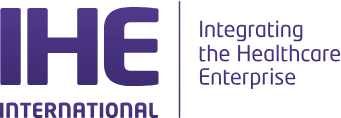 IHE
INTERNATIONAL
Integrating
the Healthcare
Enterprise